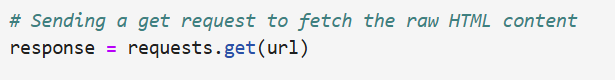 # Sending a get request to fetch the raw HTML content
response = requests.get(url)